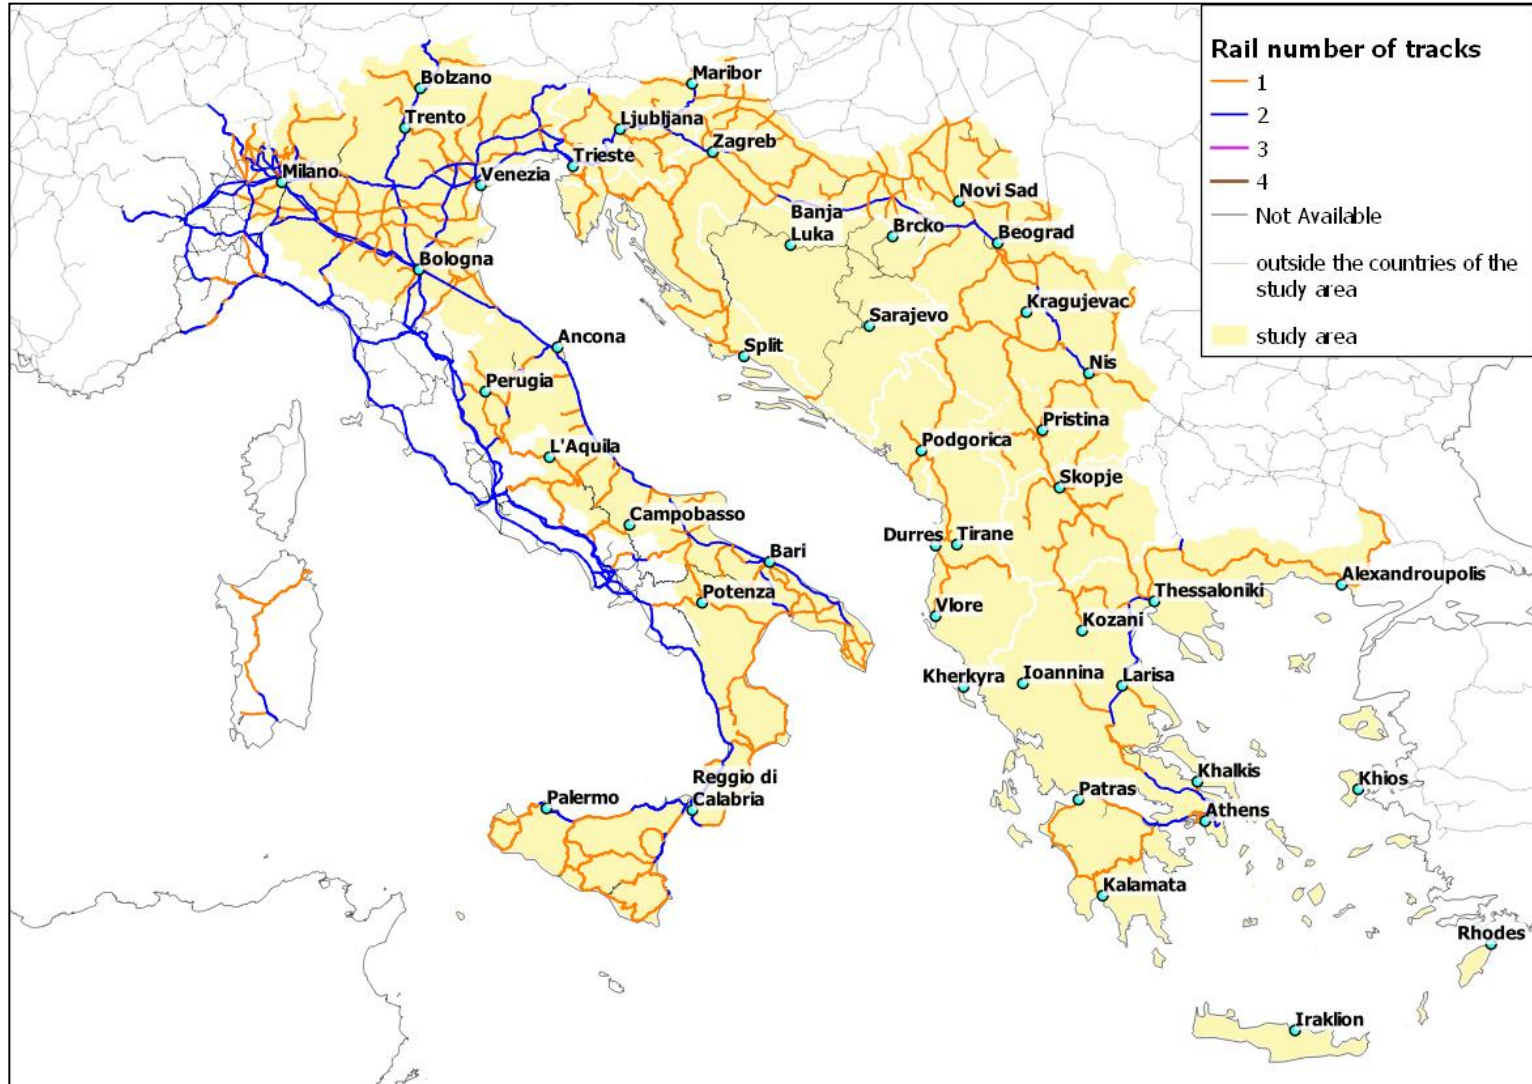 Rail number of tracks
1
2
3
4
Not Available
outside the countries of the
study area
study area
Bolzano
Maribor
Trento
Ljubljana
Zagreb
Trieste
Milano
Venezia
Novi Sad
Banja
Luka
Brcko
Beograd
Bologna
Kragujevac
Sarajevo
Ancona
Split
Nis
Perugia
Pristina
Podgorica
L'Aquila
Skopje
Campobasso
Durres
Tirane
Bari
Alexandroupolis
Thessaloniki
Potenza
Vlore
Kozani
Kherkyra
Ioannina
Larisa
Reggio di
Calabria
Khalkis
Khios
Palermo
Patras
Athens
Kalamata
Rhodes
Iraklion